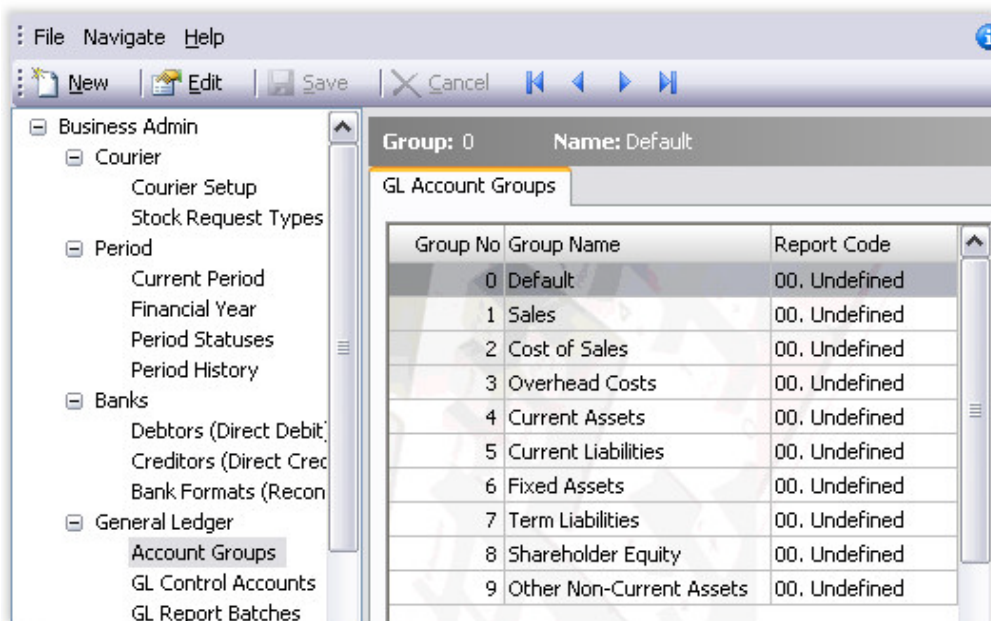 File Navigate Help
New Edit Save Cancel
Business Admin
Courier
Courier Setup
Stock Request Types
Period
Current Period
Financial Year
Period Statuses
Period History
Banks
Debtors (Direct Debit)
Creditors (Direct Cred
Bank Formats (Recon
General Ledger
Account Groups
GL Control Accounts
GL Report Batches
Group: 0 Name: Default
GL Account Groups
Group No Group Name Report Code
0 Default 00. Undefined
1 Sales 00. Undefined
2 Cost of Sales 00. Undefined
3 Overhead Costs 00. Undefined
4 Current Assets 00. Undefined
5 Current Liabilities 00. Undefined
6 Fixed Assets 00. Undefined
7 Term Liabilities 00. Undefined
8 Shareholder Equity 00. Undefined
9 Other Non-Current Assets 00. Undefined